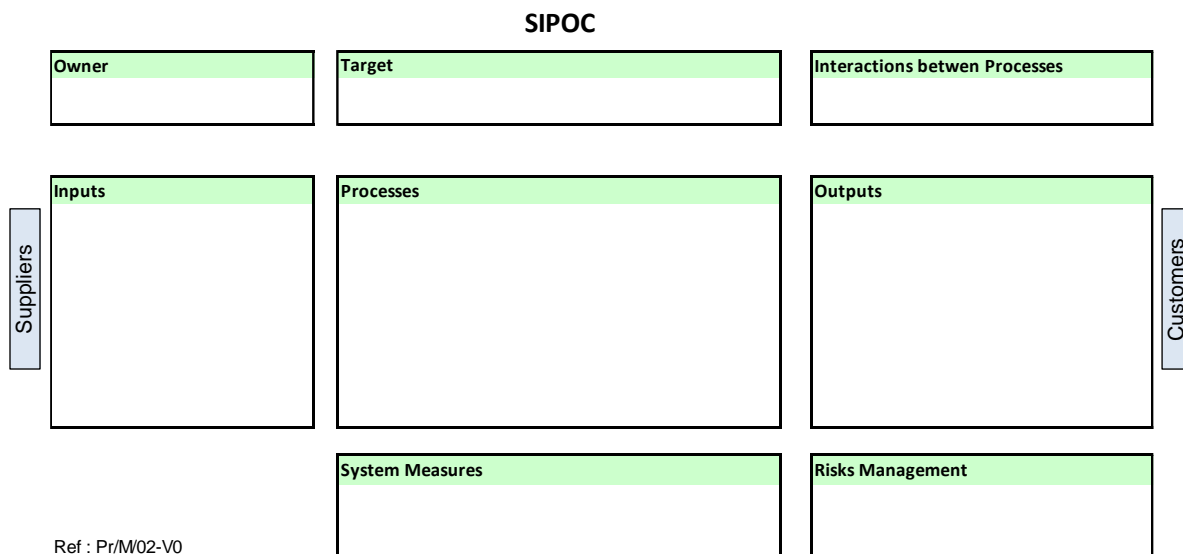 SIPOC
Owner
Target
Interactions betwen Processes
Inputs
Processes
Outputs
Suppliers
Customers
System Measures
Risks Management
Ref : Pr/M/02-V0